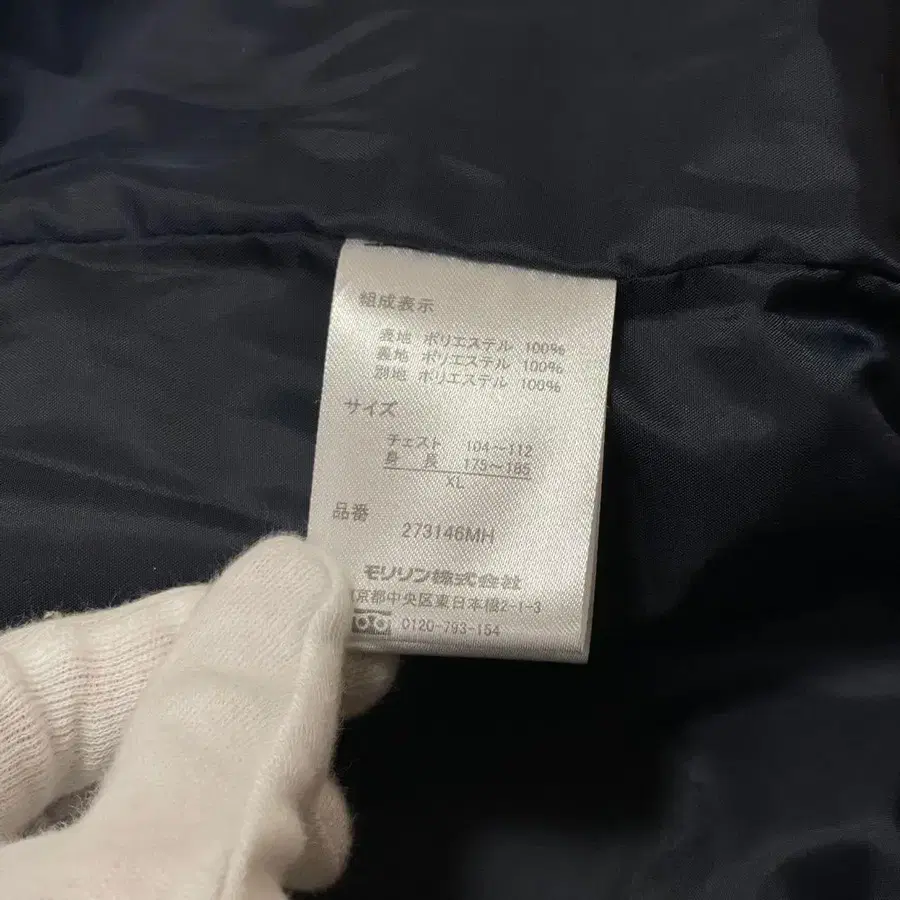 組成表示
表地 ポリエステル 100%
裏地 ポリエステル 100%
別地 ポリエステル 100%
サイズ
チェスト 104〜112
身 長 175〜185
XL
品番
273146MH
モリリン株式会社
京都中央区東日本橋2-1-3
0120-793-154